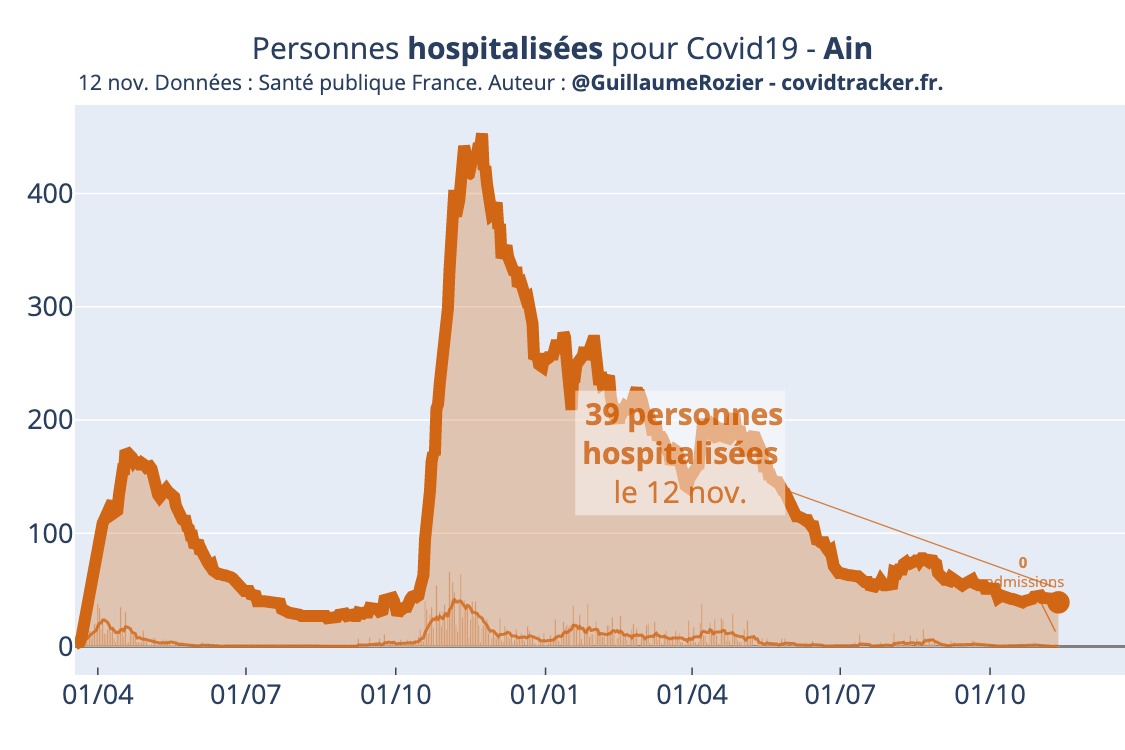 Personnes hospitalisées pour Covid19 - Ain
12 nov. Données : Santé publique France. Auteur : @GuillaumeRozier - covidtracker.fr.
400
300
200
100
0
39 personnes
hospitalisées
le 12 nov.
0
admissions
01/04 01/07 01/10 01/01 01/04 01/07 01/10